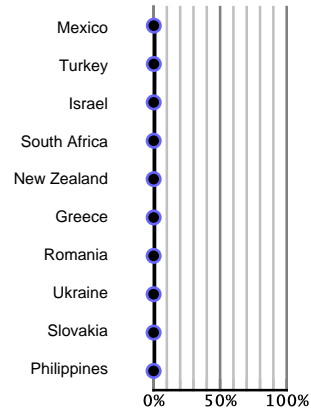 Mexico
Turkey
Israel
South Africa
New Zealand
Greece
Romania
Ukraine
Slovakia
Philippines
0% 50% 100%